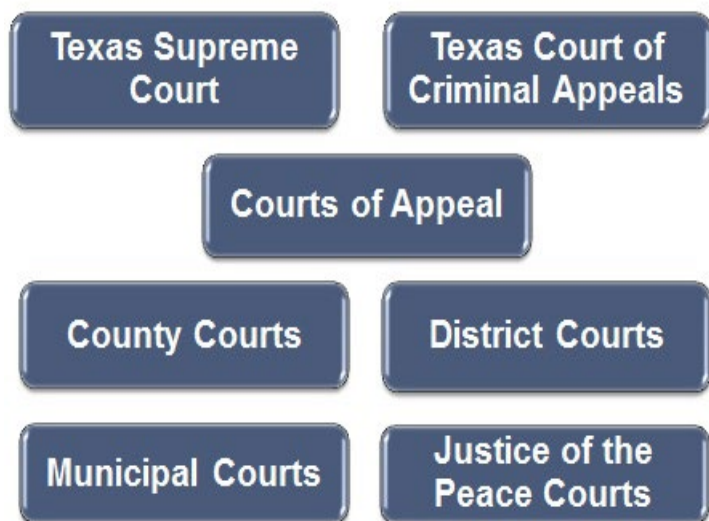 Texas Supreme
Court
Texas Court of
Criminal Appeals
Courts of Appeal
County Courts
District Courts
Municipal Courts
Justice of the
Peace Courts